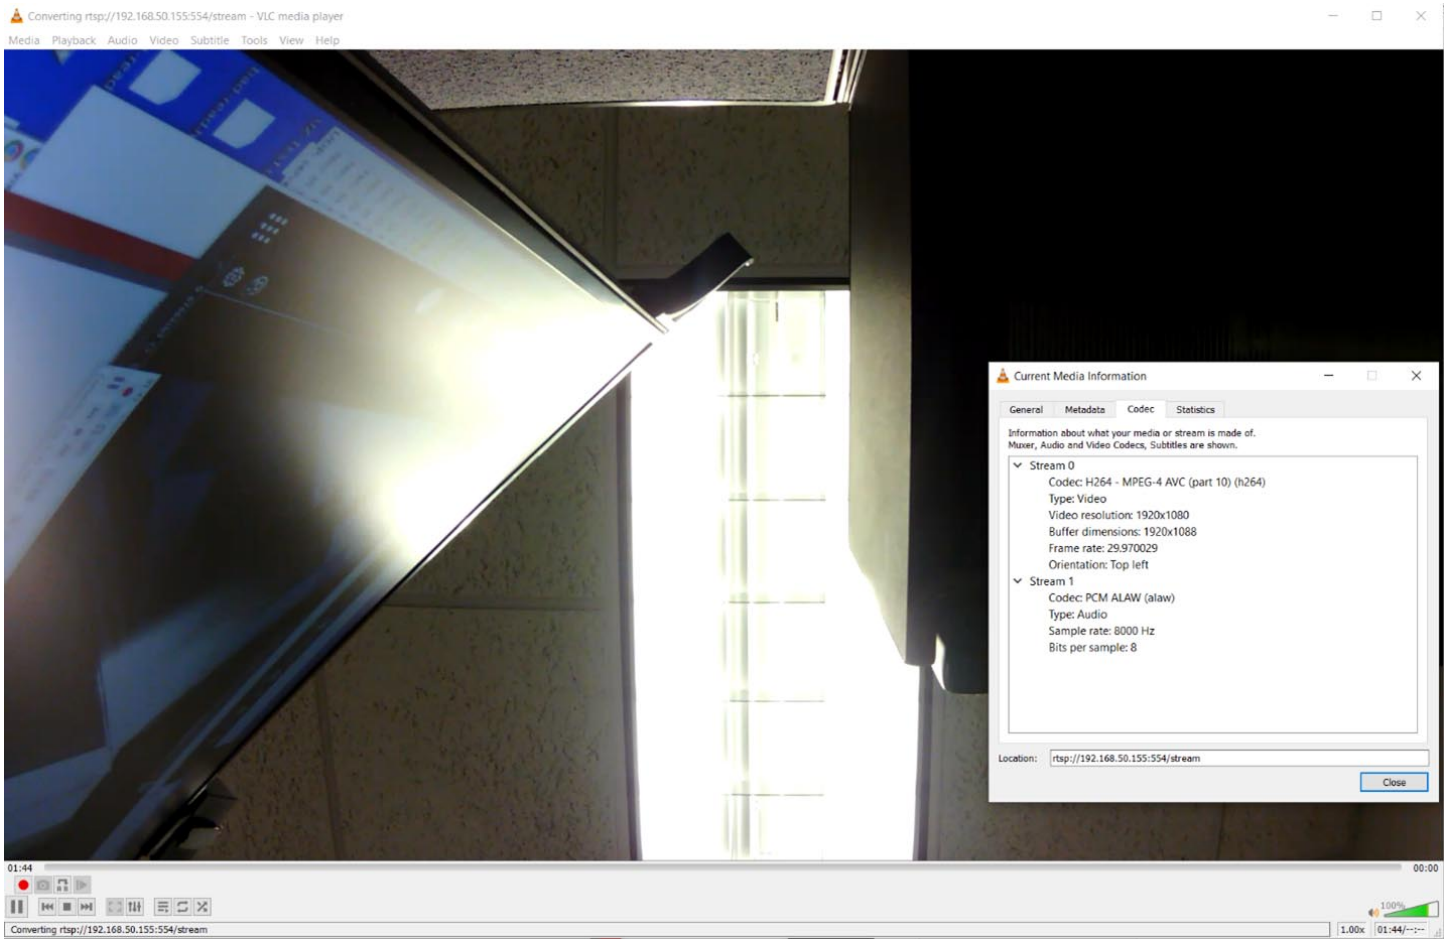 Converting rtsp://192.168.50.155:554/stream - VLC media player
Media Playback Audio Video Subtitle Tools View Help
Current Media Information
General Metadata Codec Statistics
Information about what your media or stream is made of.
Muxer, Audio and Video Codecs, Subtitles are shown.
Stream 0
Codec: H264 - MPEG-4 AVC (part 10) (h264)
Type: Video
Video resolution: 1920x1080
Buffer dimensions: 1920x1088
Frame rate: 29.970029
Orientation: Top left
Stream 1
Codec: PCM ALAW (alaw)
Type: Audio
Sample rate: 8000 Hz
Bits per sample: 8
Location: rtsp://192.168.50.155:554/stream
Close
01:44 00:00
100%
Converting rtsp://192.168.50.155:554/stream 1.00x 01:44/--:--